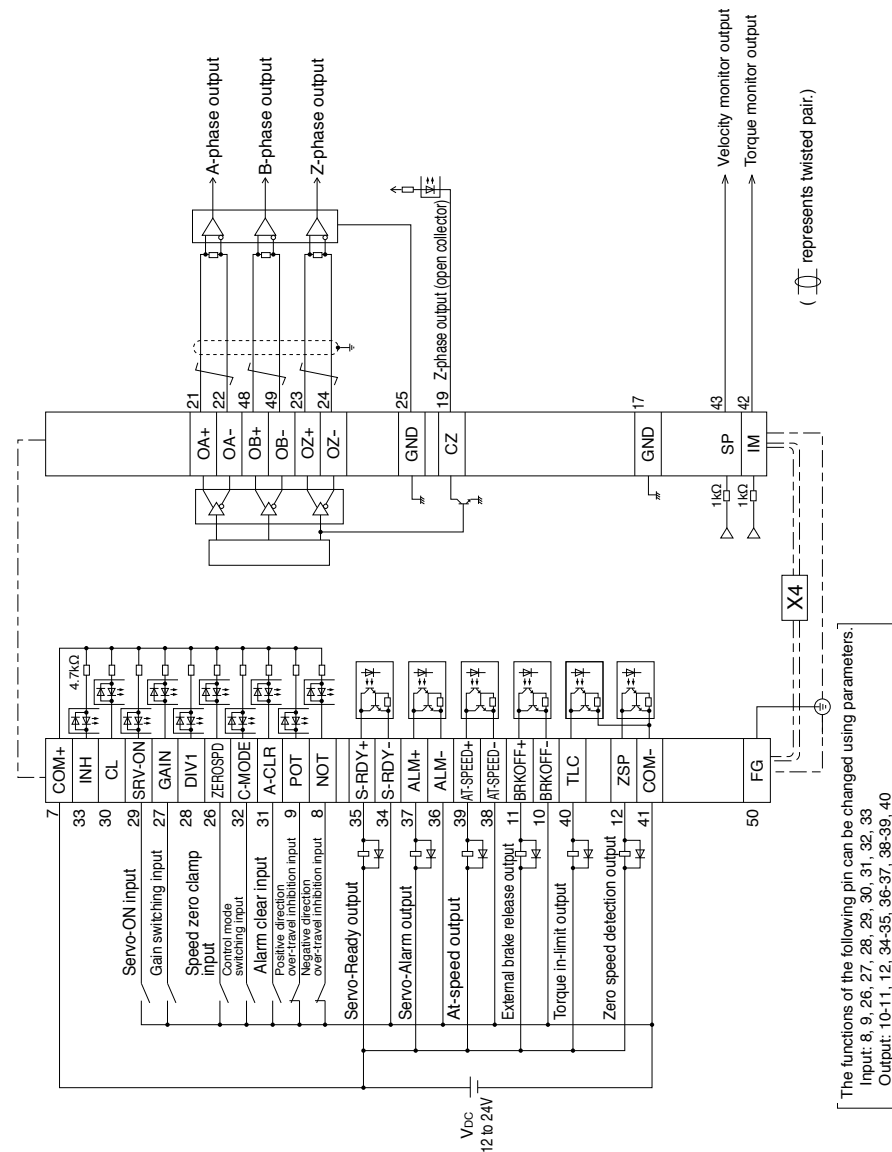 A-phase output
B-phase output
Z-phase output
Z-phase output (open collector)
Velocity monitor output
Torque monitor output
( represents twisted pair.)
21
22
48
49
23
24
25
19
17
43
42
OA+
OA-
OB+
OB-
OZ+
OZ-
GND
CZ
GND
SP
IM
1kΩ
1kΩ
X4
4.7kΩ
COM+
INH
CL
SRV-ON
GAIN
DIV1
ZEROSPD
C-MODE
A-CLR
POT
NOT
S-RDY+
S-RDY-
ALM+
ALM-
AT-SPEED+
AT-SPEED-
BRKOFF+
BRKOFF-
TLC
ZSP
COM-
FG
7
33
30
29
27
28
26
32
31
9
8
35
34
37
36
39
38
11
10
40
12
41
50
Servo-ON input
Gain switching input
Speed zero clamp
input
Control mode
switching input
Alarm clear input
Positive direction
over-travel inhibition input
Negative direction
over-travel inhibition input
Servo-Ready output
Servo-Alarm output
At-speed output
External brake release output
Torque in-limit output
Zero speed detection output
VDC
12 to 24V
The functions of the following pin can be changed using parameters.
Input: 8, 9, 26, 27, 28, 29, 30, 31, 32, 33
Output: 10-11, 12, 34-35, 36-37, 38-39, 40